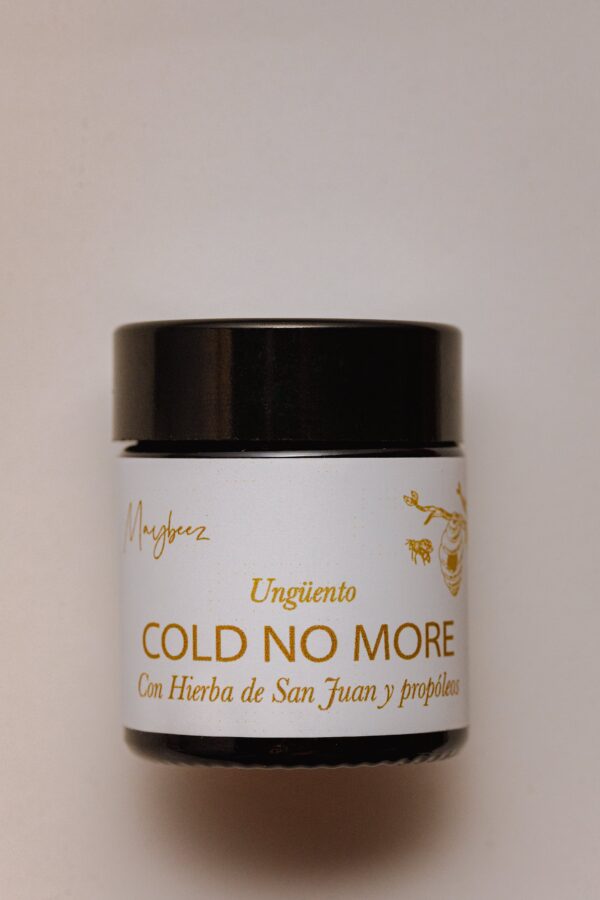 Maybeez
Ungüento
COLD NO MORE
Con Hierba de San Juan y propóleos